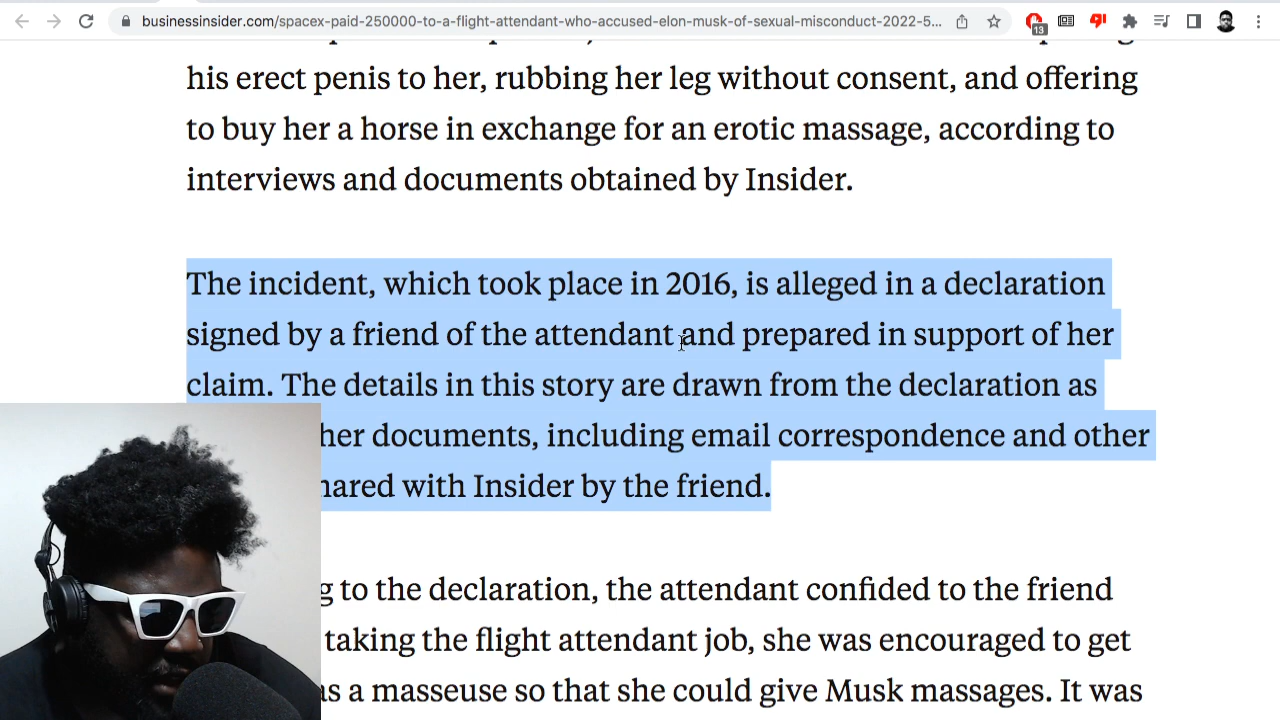 businessinsider.com/spacex-paid-250000-to-a-flight-attendant-who-accused-elon-musk-of-sexual-misconduct-2022-5...
13
his erect penis to her, rubbing her leg without consent, and offering
to buy her a horse in exchange for an erotic massage, according to
interviews and documents obtained by Insider.
The incident, which took place in 2016, is alleged in a declaration
signed by a friend of the attendant and prepared in support of her
claim. The details in this story are drawn from the declaration as
her documents, including email correspondence and other
hared with Insider by the friend.
g to the declaration, the attendant confided to the friend
taking the flight attendant job, she was encouraged to get
as a masseuse so that she could give Musk massages. It was